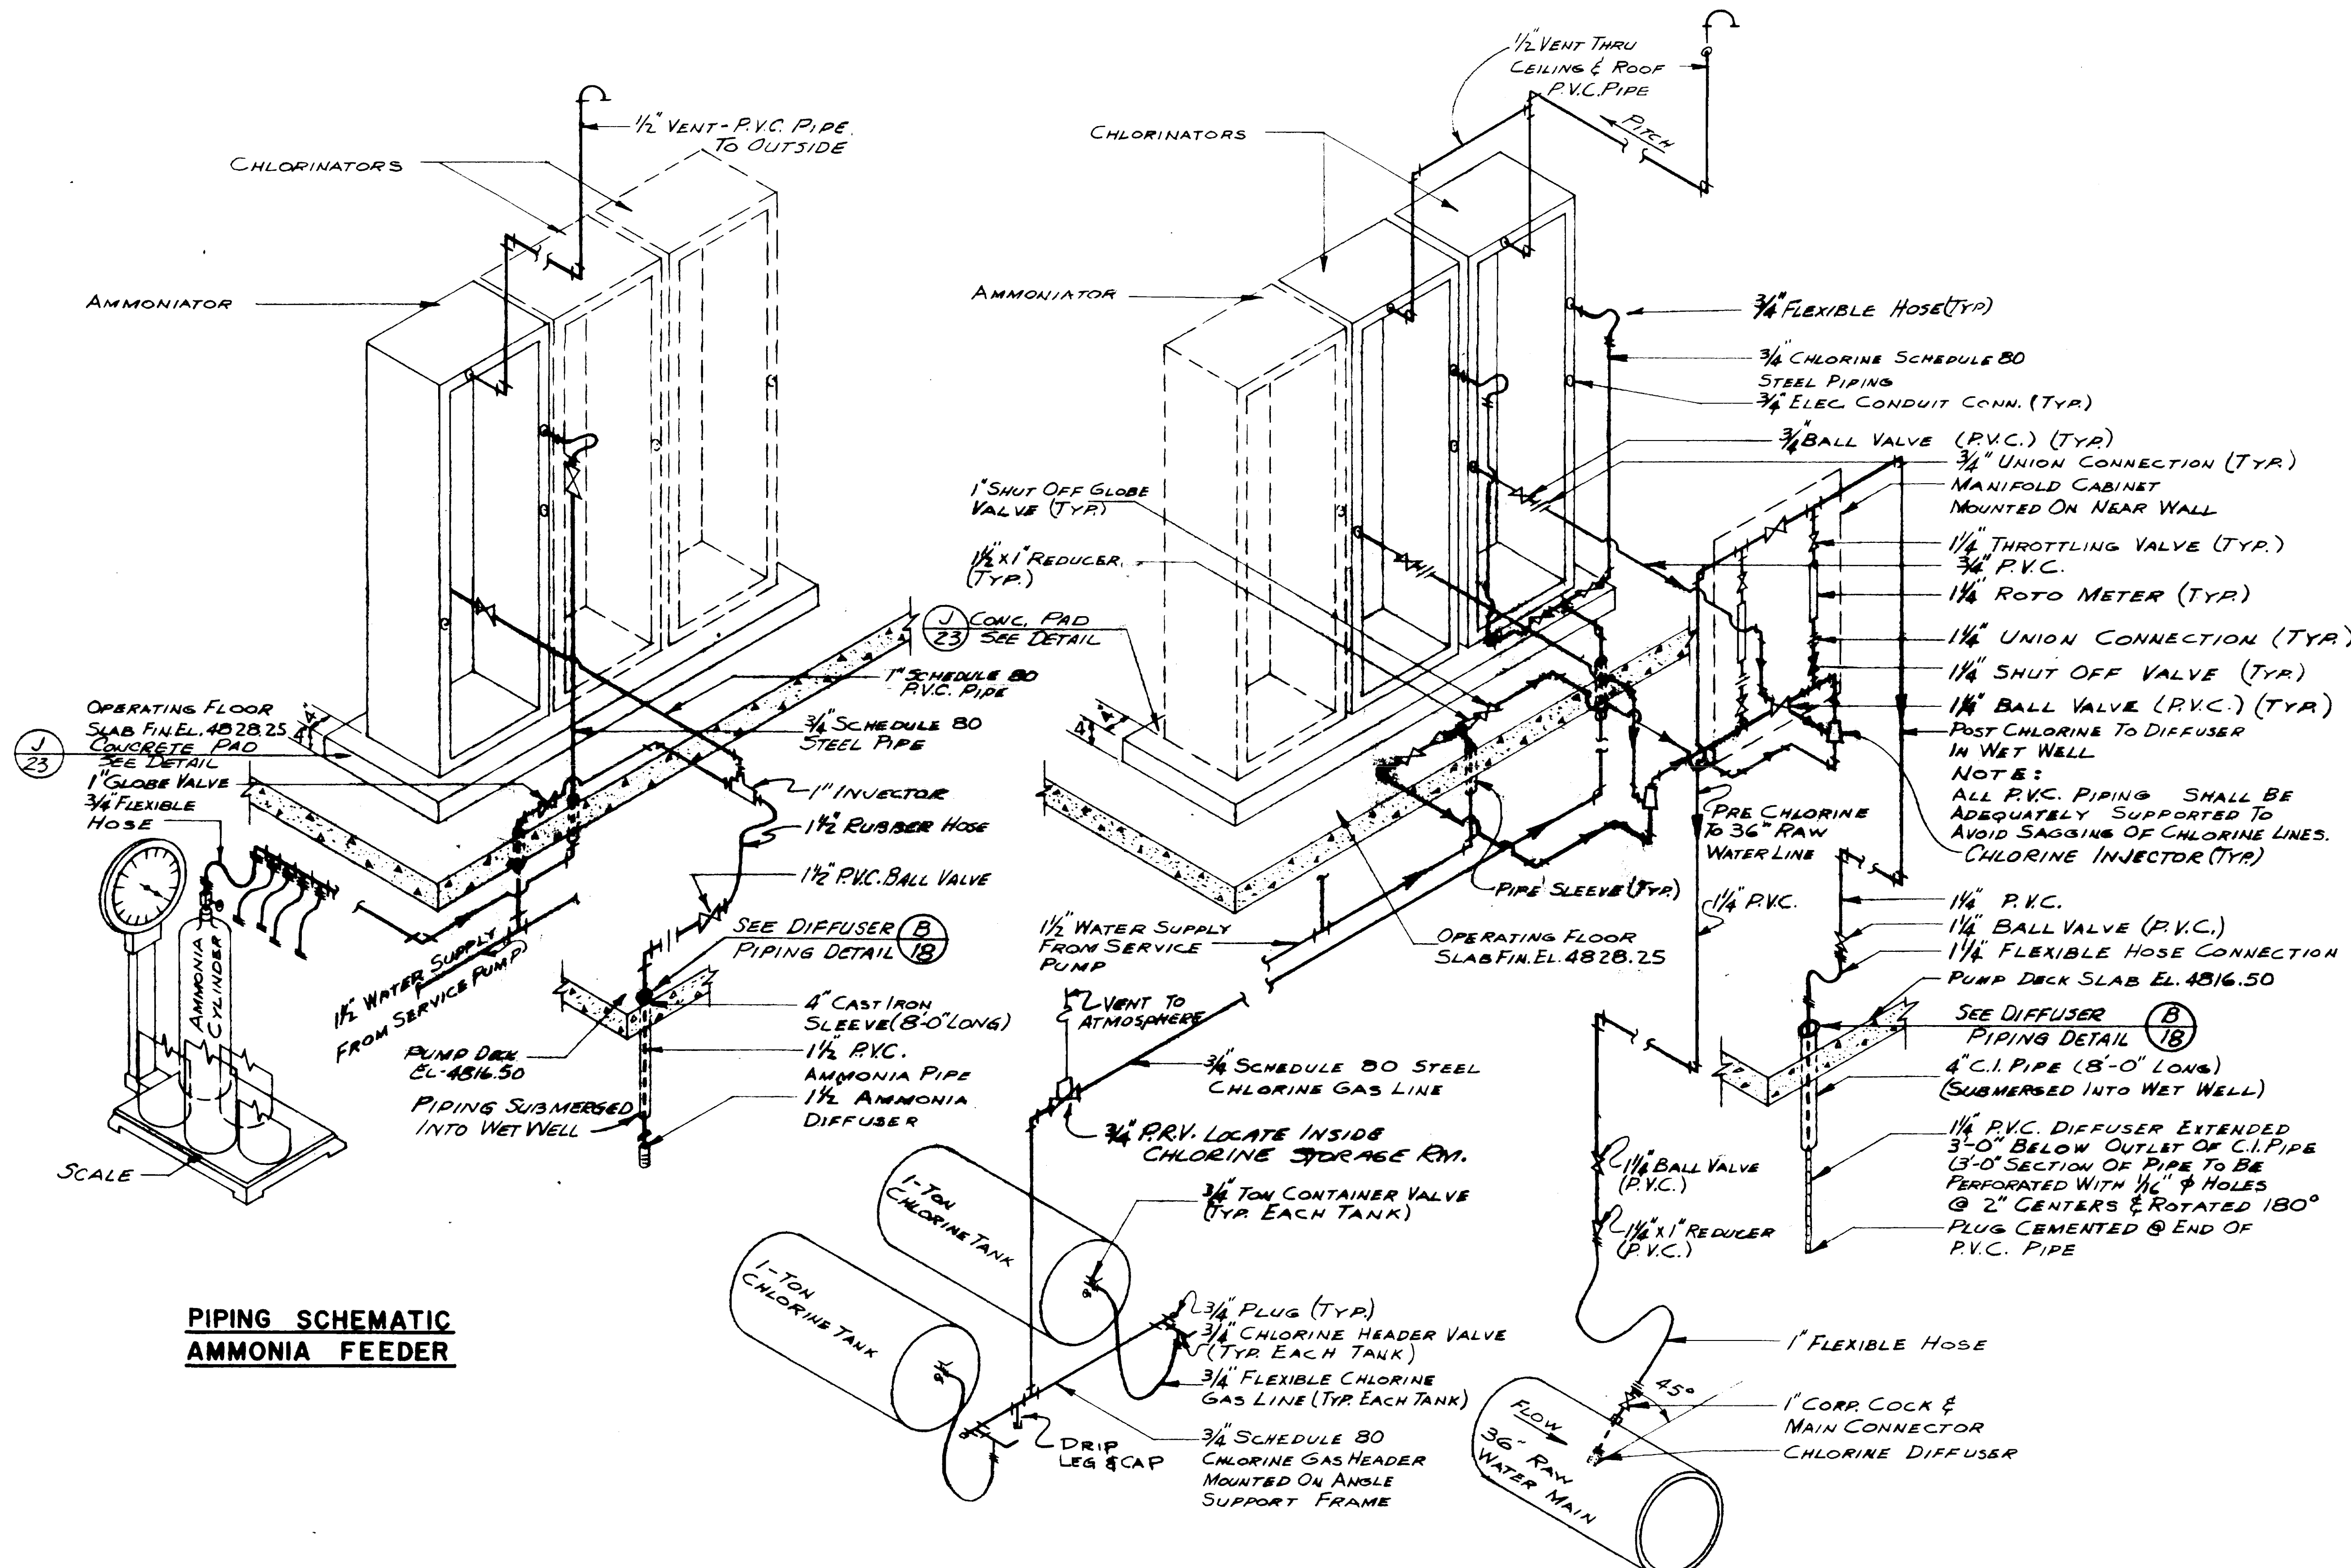 1/2" VENT - P.V.C. PIPE
TO OUTSIDE
CHLORINATORS
AMMONIATOR
OPERATING FLOOR
SLAB FIN.EL. 4828.25
J
23
CONCRETE PAD
SEE DETAIL
4"
4"
1" GLOBE VALVE
3/4" FLEXIBLE
HOSE
1" SCHEDULE 80
P.V.C. PIPE
3/4" SCHEDULE 80
STEEL PIPE
1" INJECTOR
1 1/2" RUBBER HOSE
1 1/2" P.V.C. BALL VALVE
SEE DIFFUSER
PIPING DETAIL
B
18
AMMONIA
CYLINDER
1 1/2" WATER SUPPLY
FROM SERVICE PUMP
4" CAST IRON
SLEEVE (8'-0" LONG)
PUMP DECK
EL-4816.50
1 1/2" P.V.C.
AMMONIA PIPE
PIPING SUBMERGED
INTO WET WELL
1 1/2 AMMONIA
DIFFUSER
SCALE
PIPING SCHEMATIC
AMMONIA FEEDER
1/2" VENT THRU
CEILING & ROOF
P.V.C. PIPE
PITCH
CHLORINATORS
AMMONIATOR
3/4" FLEXIBLE HOSE (TYP)
3/4" CHLORINE SCHEDULE 80
STEEL PIPING
3/4" ELEC. CONDUIT CONN. (TYP.)
3/4" BALL VALVE (P.V.C.) (TYP.)
3/4" UNION CONNECTION (TYP.)
MANIFOLD CABINET
MOUNTED ON NEAR WALL
1 1/4" THROTTLING VALVE (TYP.)
3/4" P.V.C.
1 1/4" ROTO METER (TYP.)
1 1/4" UNION CONNECTION (TYP.)
1 1/4" SHUT OFF VALVE (TYP.)
1 1/4" BALL VALVE (P.V.C.) (TYP.)
POST CHLORINE TO DIFFUSER
IN WET WELL
NOTE:
ALL P.V.C. PIPING SHALL BE
ADEQUATELY SUPPORTED TO
AVOID SAGGING OF CHLORINE LINES.
CHLORINE INJECTOR (TYP)
1" SHUT OFF GLOBE
VALVE (TYP.)
1 1/2" X 1" REDUCER
(TYP.)
J
23
CONC. PAD
SEE DETAIL
4"
4"
PRE CHLORINE
TO 36" RAW
WATER LINE
PIPE SLEEVE (TYP.)
1 1/4" P.V.C.
1 1/2" WATER SUPPLY
FROM SERVICE
PUMP
OPERATING FLOOR
SLAB FIN. EL. 4828.25
1 1/4" P.V.C.
1 1/4" BALL VALVE (P.V.C.)
1 1/4" FLEXIBLE HOSE CONNECTION
PUMP DECK SLAB EL. 4816.50
SEE DIFFUSER
PIPING DETAIL
B
18
4" C.I. PIPE (8'-0" LONG)
(SUBMERGED INTO WET WELL)
1 1/4" P.V.C. DIFFUSER EXTENDED
3'-0" BELOW OUTLET OF C.I. PIPE
(3'-0" SECTION OF PIPE TO BE
PERFORATED WITH 1/16" φ HOLES
@ 2" CENTERS & ROTATED 180°
PLUG CEMENTED @ END OF
P.V.C. PIPE
VENT TO
ATMOSPHERE
3/4" SCHEDULE 80 STEEL
CHLORINE GAS LINE
3/4" P.R.V. LOCATE INSIDE
CHLORINE STORAGE RM.
3/4" TON CONTAINER VALVE
(TYP. EACH TANK)
1-TON
CHLORINE TANK
1-TON
CHLORINE TANK
3/4" PLUG (TYP.)
3/4" CHLORINE HEADER VALVE
(TYP. EACH TANK)
3/4" FLEXIBLE CHLORINE
GAS LINE (TYP. EACH TANK)
DRIP
LEG & CAP
3/4" SCHEDULE 80
CHLORINE GAS HEADER
MOUNTED ON ANGLE
SUPPORT FRAME
1 1/4" BALL VALVE
(P.V.C.)
1 1/4" X 1" REDUCER
(P.V.C.)
1" FLEXIBLE HOSE
45°
1" CORP. COCK &
MAIN CONNECTOR
CHLORINE DIFFUSER
FLOW
36" RAW
WATER MAIN